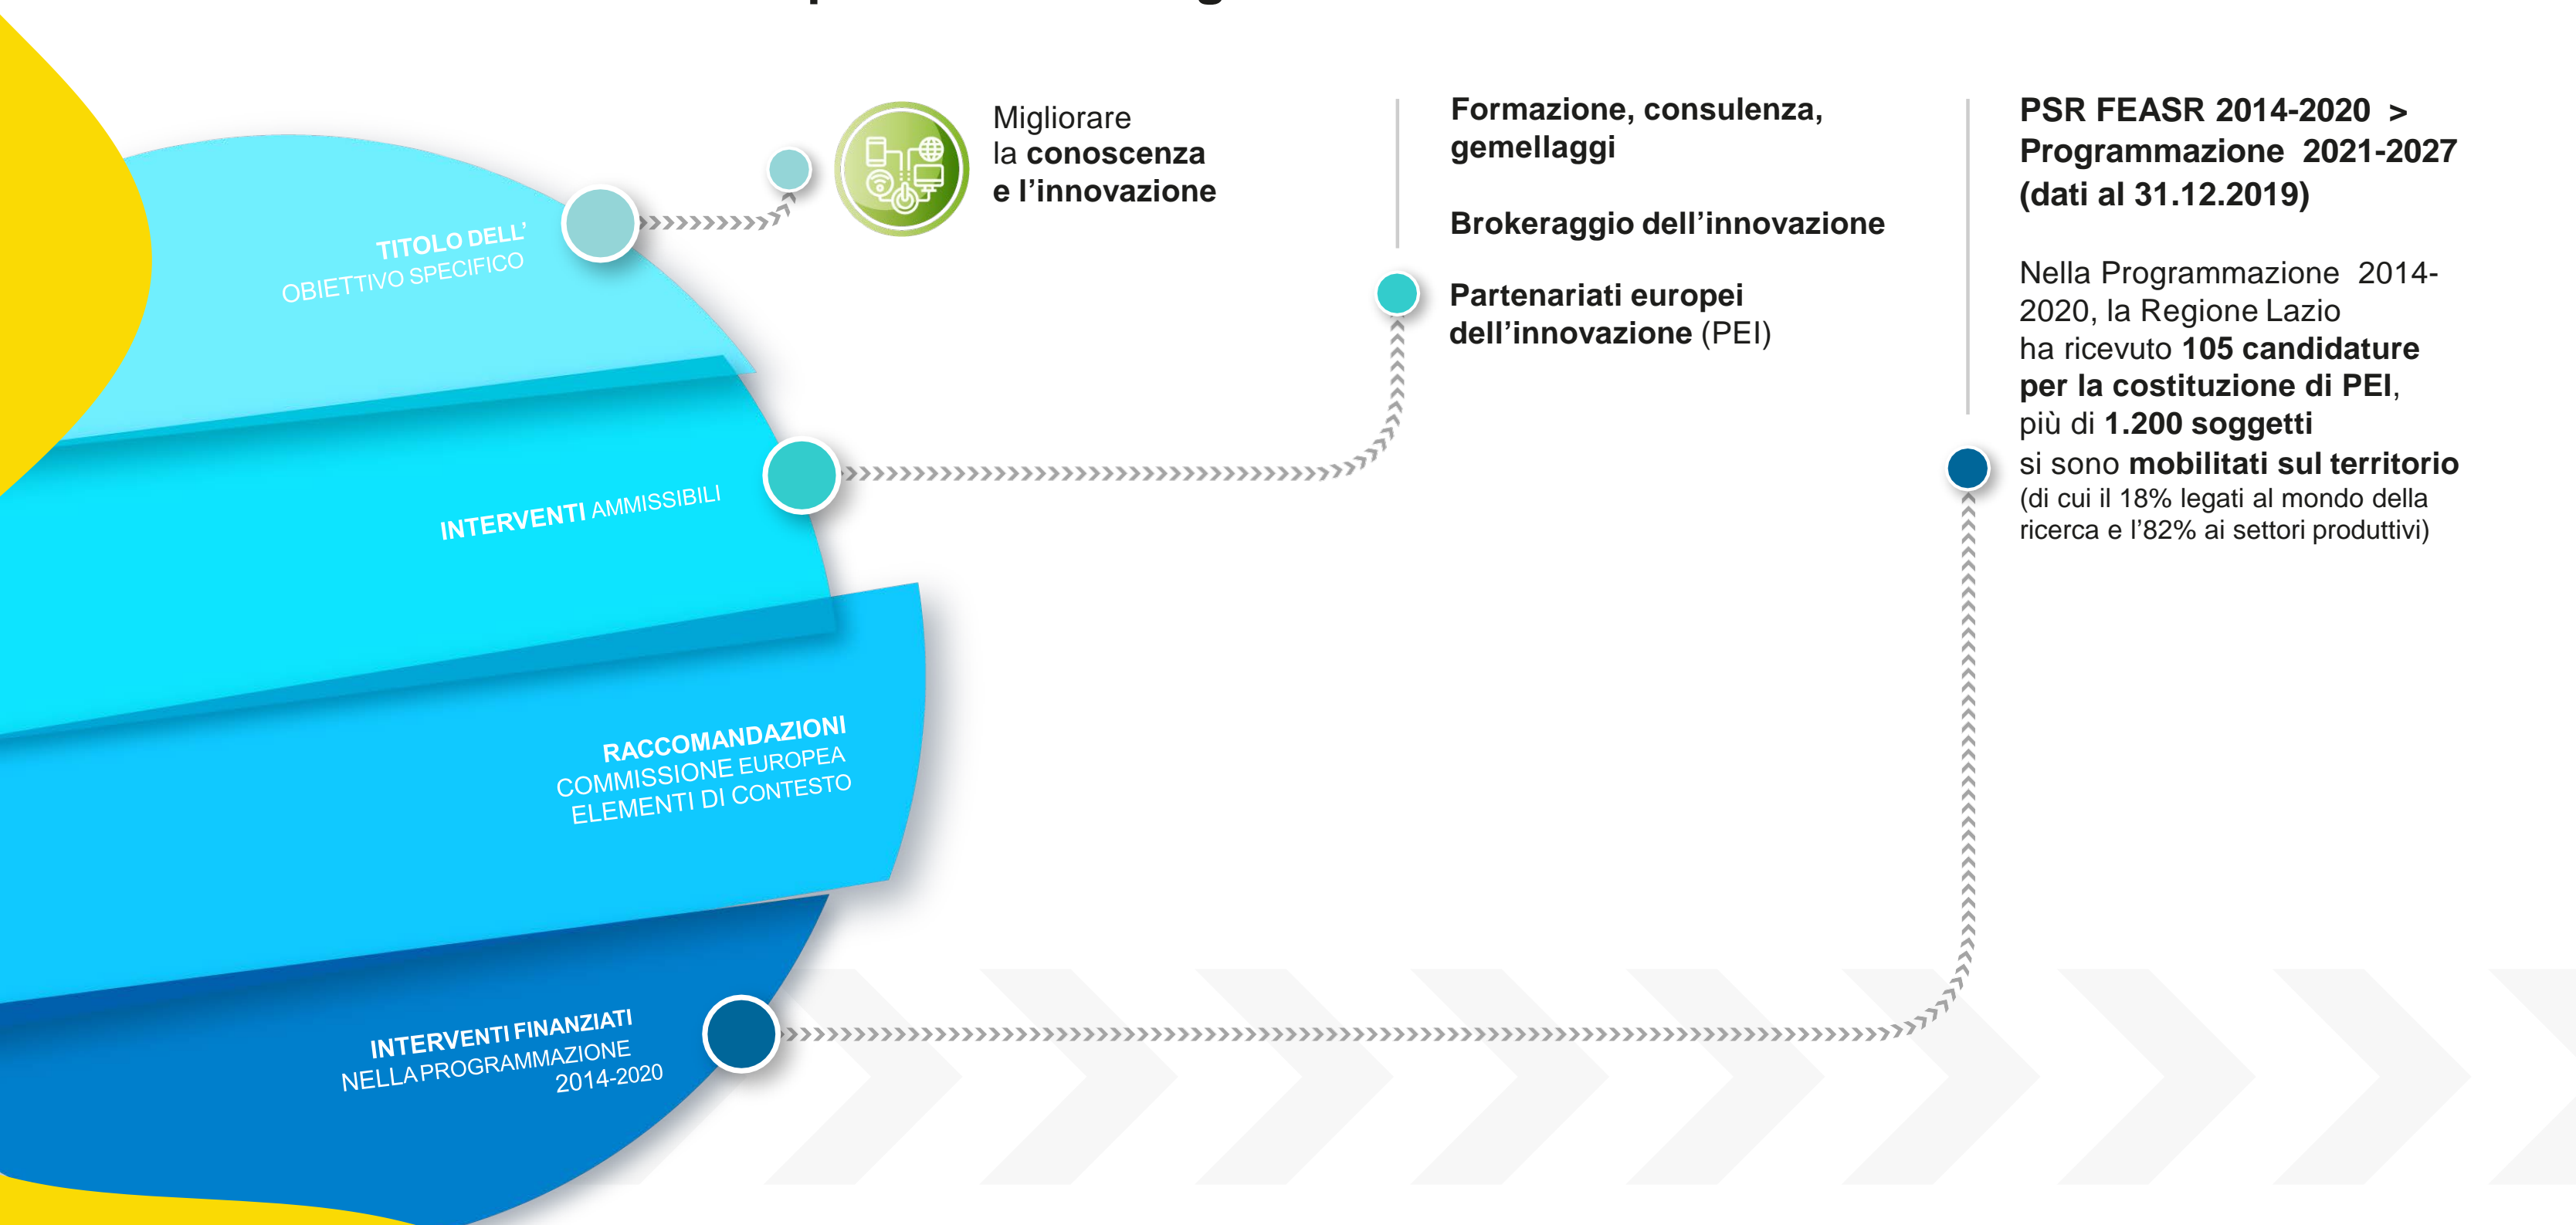 TITOLO DELL'
OBIETTIVO SPECIFICO
Migliorare
la conoscenza
e l'innovazione
INTERVENTI AMMISSIBILI
Formazione, consulenza,
gemellaggi
Brokeraggio dell'innovazione
Partenariati europei
dell'innovazione (PEI)
RACCOMANDAZIONI
COMMISSIONE EUROPEA
ELEMENTI DI CONTESTO
INTERVENTI FINANZIATI
NELLA PROGRAMMAZIONE
2014-2020
PSR FEASR 2014-2020 >
Programmazione 2021-2027
(dati al 31.12.2019)
Nella Programmazione 2014-
2020, la Regione Lazio
ha ricevuto 105 candidature
per la costituzione di PEI,
più di 1.200 soggetti
si sono mobilitati sul territorio
(di cui il 18% legati al mondo della
ricerca e l'82% ai settori produttivi)